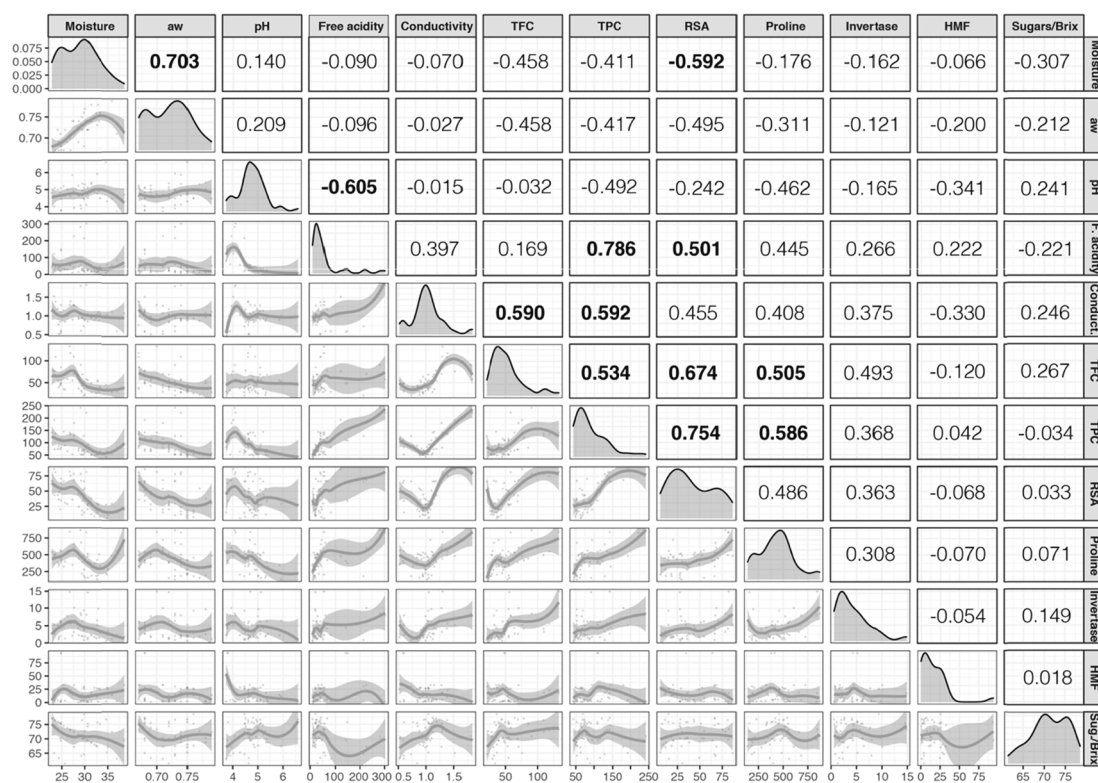 Moisture aw pH Free acidity Conductivity TFC TPC RSA Proline Invertase HMF Sugars/Brix
0.075 0.703 0.140 -0.090 -0.070 -0.458 -0.411 -0.592 -0.176 -0.162 -0.066 -0.307 Moisture
0.050
0.025
0.000
0.75 0.209 -0.096 -0.027 -0.458 -0.417 -0.495 -0.311 -0.121 -0.200 -0.212 aw
0.70
6 -0.605 -0.015 -0.032 -0.492 -0.242 -0.462 -0.165 -0.341 0.241 pH
5
4
300 0.397 0.169 0.786 0.501 0.445 0.266 0.222 -0.221 F. acidity
200
100
0
1.5 0.590 0.592 0.455 0.408 0.375 -0.330 0.246 Conduct.
1.0
0.5
100 0.534 0.674 0.505 0.493 -0.120 0.267 TFC
50
250 0.754 0.586 0.368 0.042 -0.034 TPC
200
150
100
50
75 0.486 0.363 -0.068 0.033 RSA
50
25
750 0.308 -0.070 0.071 Proline
500
250
15 -0.054 0.149 Invertase
10
5
0
75 0.018 HMF
50
25
0
75 Sug./Brix
70
65
25 30 35 0.70 0.75 4 5 6 0 100 200 300 0.5 1.0 1.5 50 100 50 100 150 200 250 25 50 75 250 500 750 0 5 10 15 0 25 50 75 65 70 75